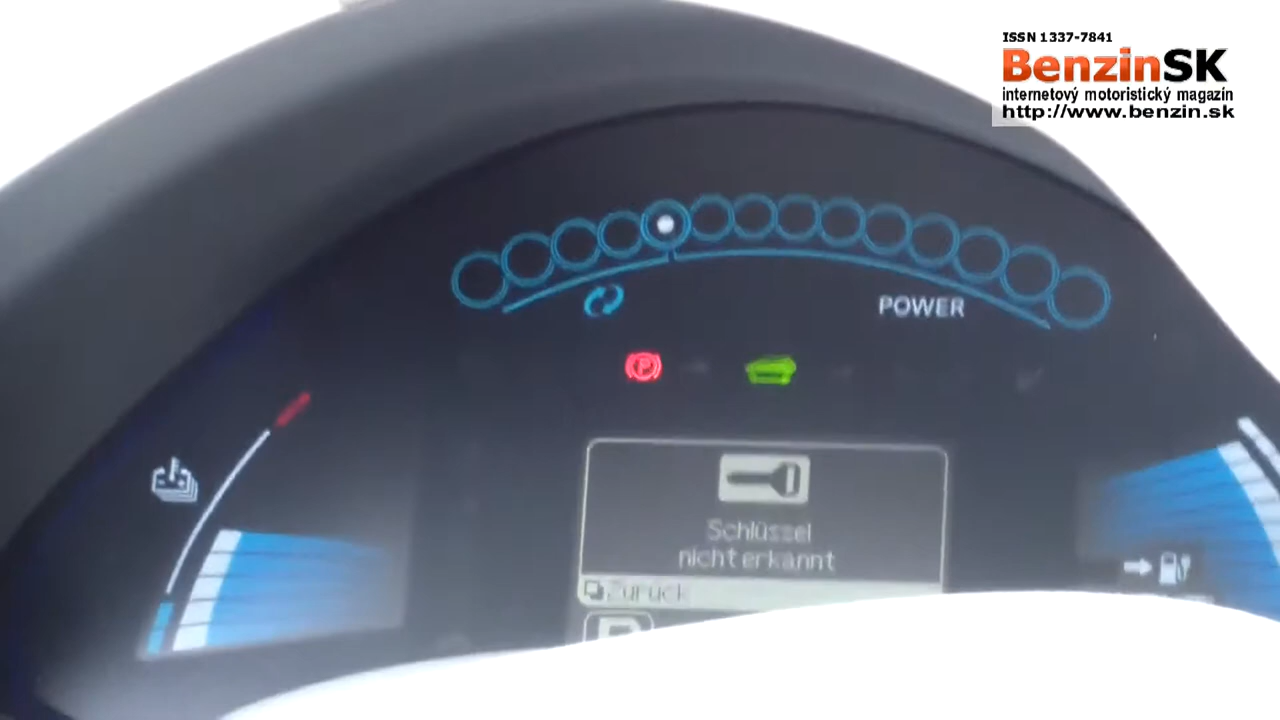 ISSN 1337-7841
BenzinSK
internetový motoristický magazín
http://www.benzin.sk
POWER
P
Schlüssel
nicht erkannt
Zurück